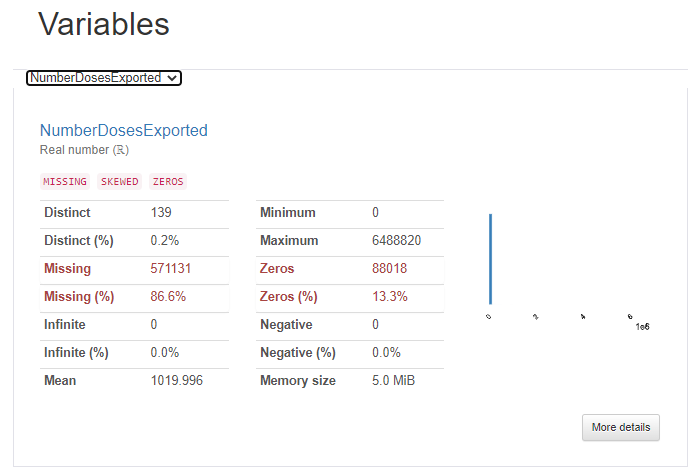 Variables
NumberDosesExported
NumberDosesExported
Real number (ℝ)
MISSING SKEWED ZEROS
Distinct 139
Distinct (%) 0.2%
Missing 571131
Missing (%) 86.6%
Infinite 0
Infinite (%) 0.0%
Mean 1019.996
Minimum 0
Maximum 6488820
Zeros 88018
Zeros (%) 13.3%
Negative 0
Negative (%) 0.0%
Memory size 5.0 MiB
0 2 4 6
1e6
More details